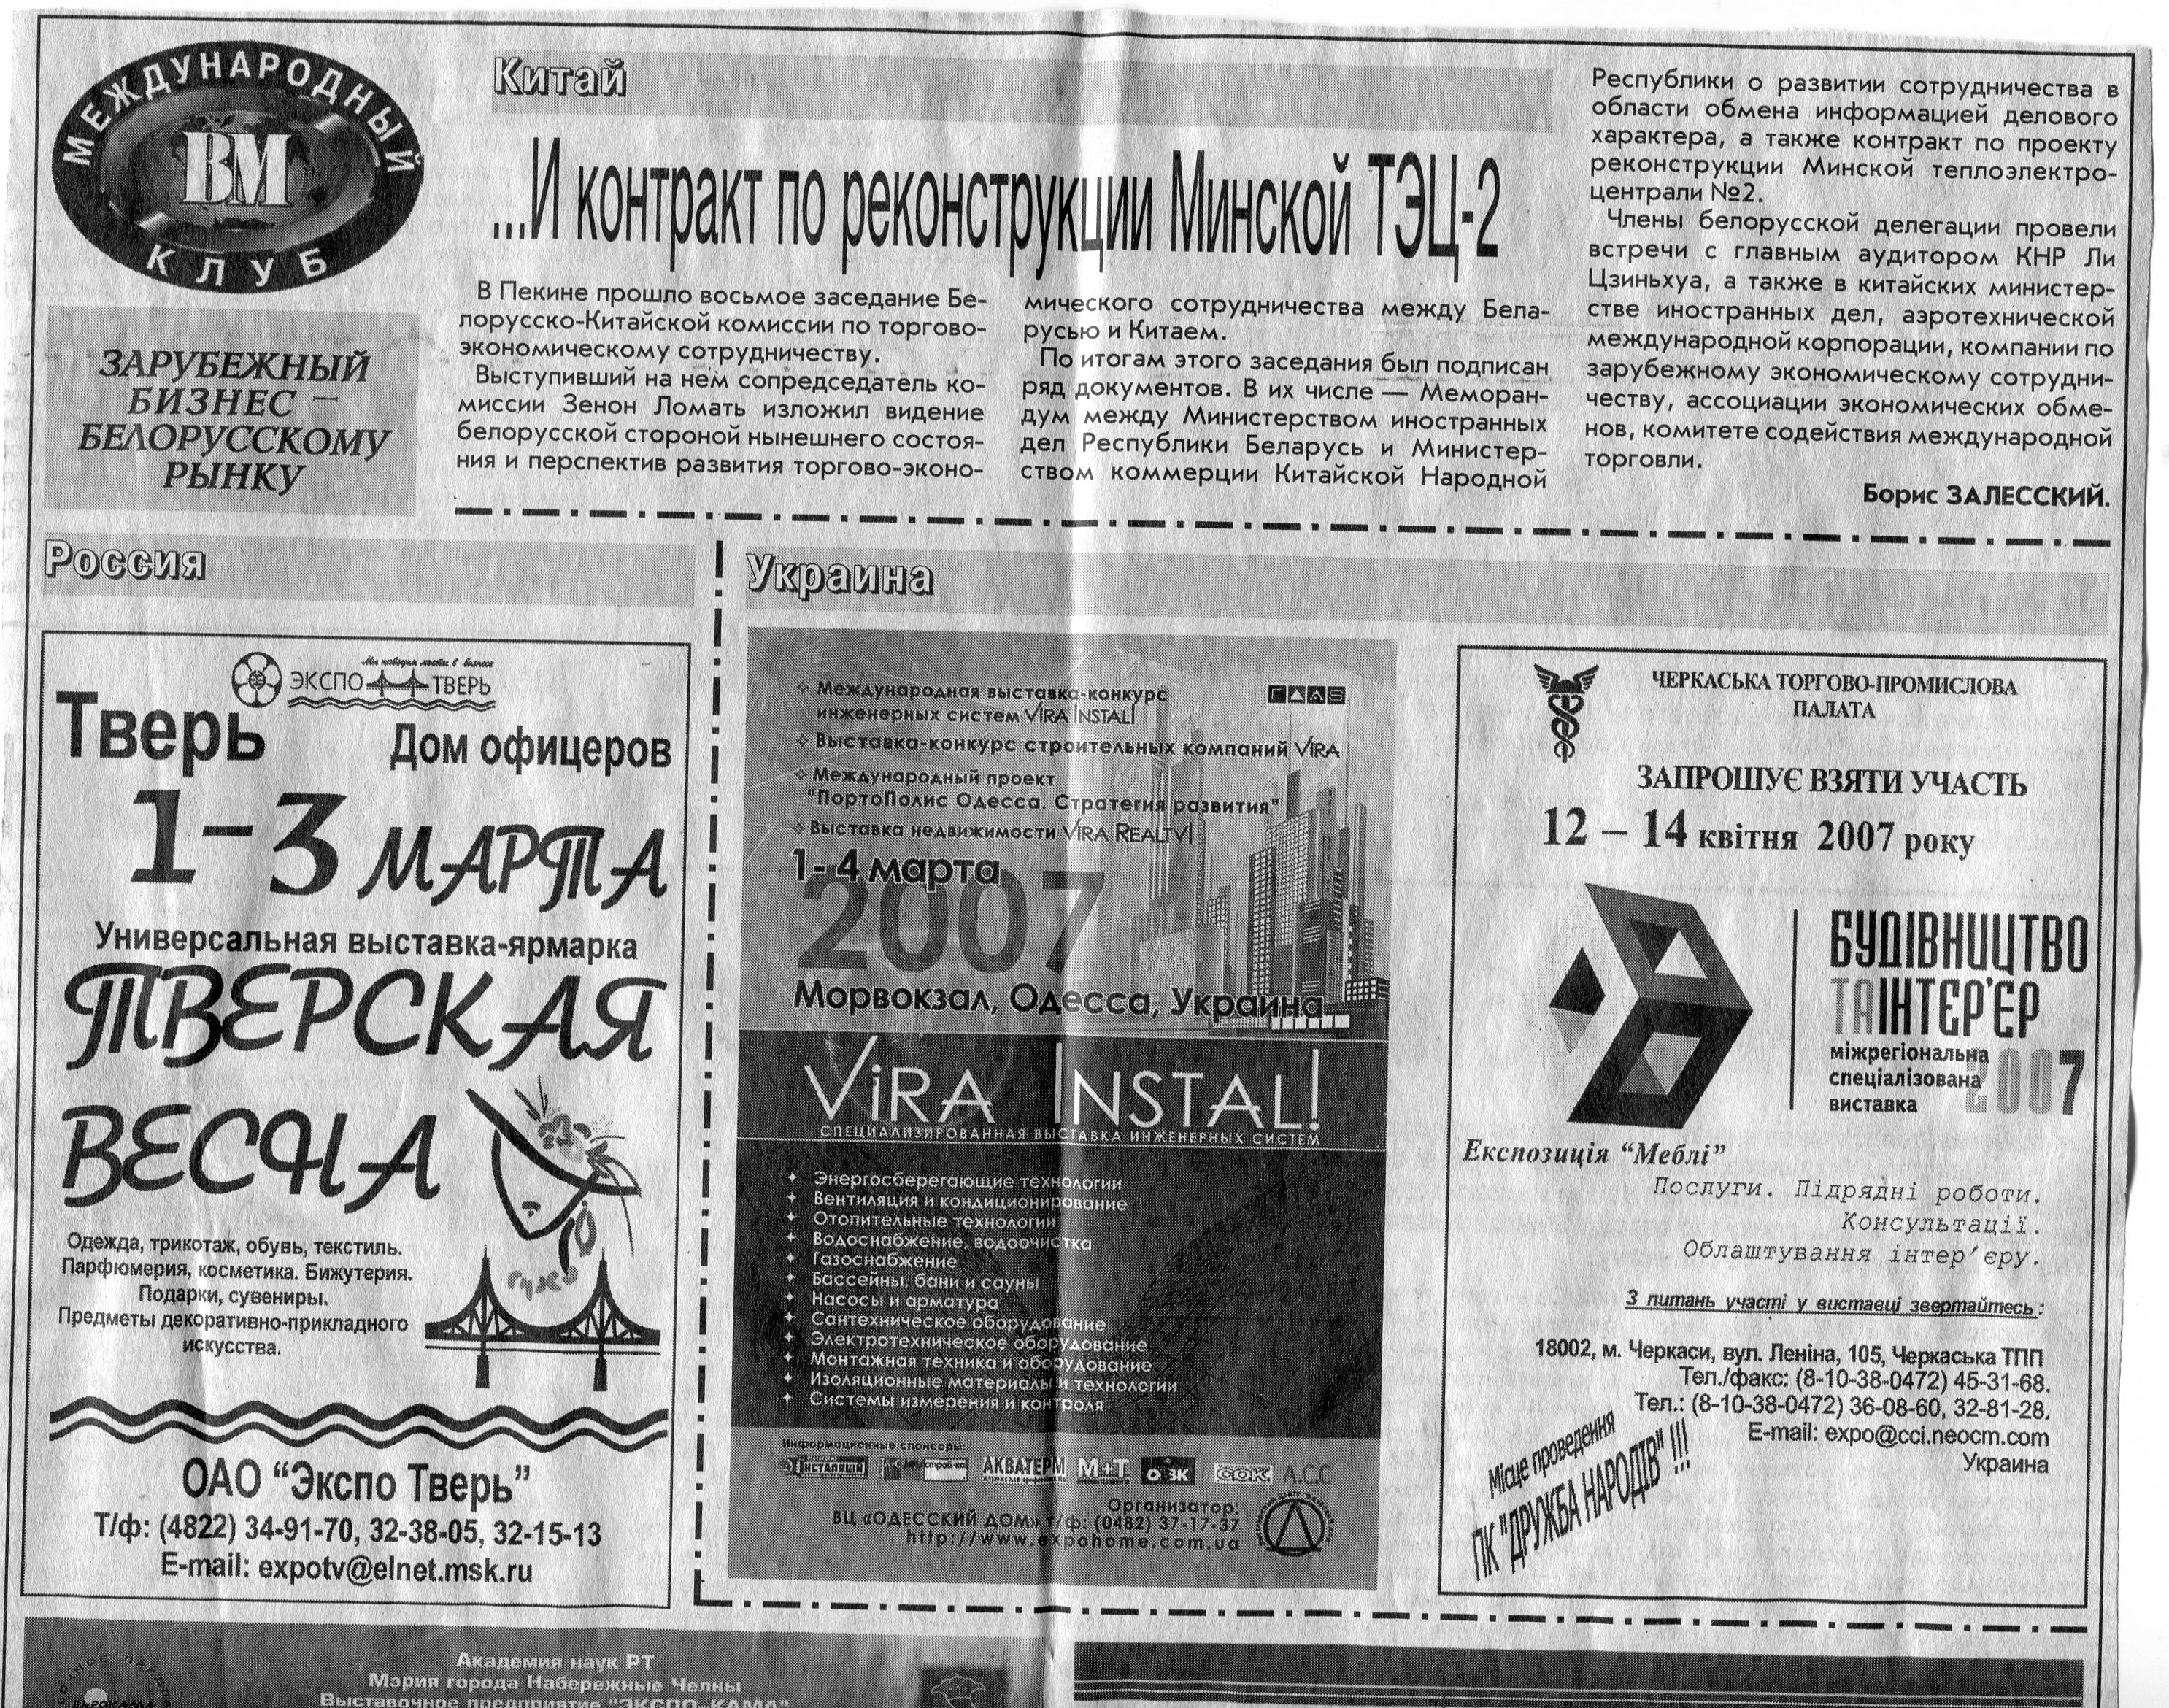 МЕЖДУНАРОДНЫЙ
ВМ
КЛУБ
ЗАРУБЕЖНЫЙ
БИЗНЕС —
БЕЛОРУССКОМУ
РЫНКУ
Китай
...И контракт по реконструкции Минской ТЭЦ-2
В Пекине прошло восьмое заседание Бе-
лорусско-Китайской комиссии по торгово-
экономическому сотрудничеству.
Выступивший на нем сопредседатель ко-
миссии Зенон Ломать изложил видение
белорусской стороной нынешнего состоя-
ния и перспектив развития торгово-эконо-
мического сотрудничества между Бела-
русью и Китаем.
По итогам этого заседания был подписан
ряд документов. В их числе — Меморан-
дум между Министерством иностранных
дел Республики Беларусь и Министер-
ством коммерции Китайской Народной
Республики о развитии сотрудничества в
области обмена информацией делового
характера, а также контракт по проекту
реконструкции Минской теплоэлектро-
централи №2.
Члены белорусской делегации провели
встречи с главным аудитором КНР Ли
Цзиньхуа, а также в китайских министер-
стве иностранных дел, аэротехнической
международной корпорации, компании по
зарубежному экономическому сотрудни-
честву, ассоциации экономических обме-
нов, комитете содействия международной
торговли.
Борис ЗАЛЕССКИЙ.
Россия
Мы наводим мосты в бизнесе
ЭКСПО ТВЕРЬ
Тверь
Дом офицеров
1-3 МАРТА
Универсальная выставка-ярмарка
ТВЕРСКАЯ
ВЕСНА
Одежда, трикотаж, обувь, текстиль.
Парфюмерия, косметика. Бижутерия.
Подарки, сувениры.
Предметы декоративно-прикладного
искусства.
ОАО “Экспо Тверь”
Т/ф: (4822) 34-91-70, 32-38-05, 32-15-13
E-mail: expotv@elnet.msk.ru
Украина
Международная выставка-конкурс
инженерных систем ViRA INSTAL!
Выставка-конкурс строительных компаний ViRA
Международный проект
"ПортоПолис Одесса. Стратегия развития"
Выставка недвижимости ViRA REALTY!
1- 4 марта
2007
Морвокзал, Одесса, Украина
ViRA INSTAL!
СПЕЦИАЛИЗИРОВАННАЯ ВЫСТАВКА ИНЖЕНЕРНЫХ СИСТЕМ
Энергосберегающие технологии
Вентиляция и кондиционирование
Отопительные технологии
Водоснабжение, водоочистка
Газоснабжение
Бассейны, бани и сауны
Насосы и арматура
Сантехническое оборудование
Электротехническое оборудование
Монтажная техника и оборудование
Изоляционные материалы и технологии
Системы измерения и контроля
Информационные спонсоры:
АКВАТЕРМ М+Т СОК А.С.С
Организатор:
ВЦ «ОДЕССКИЙ ДОМ» т/ф: (0482) 37-17-37
http://www.expohome.com.ua
ЧЕРКАСЬКА ТОРГОВО-ПРОМИСЛОВА
ПАЛАТА
ЗАПРОШУЄ ВЗЯТИ УЧАСТЬ
12 – 14 квітня 2007 року
БУДІВНИЦТВО
ТА ІНТЕР'ЄР
міжрегіональна
спеціалізована
виставка
2007
Експозиція “Меблі”
Послуги. Підрядні роботи.
Консультації.
Облаштування інтер’єру.
З питань участі у виставці звертайтесь:
18002, м. Черкаси, вул. Леніна, 105, Черкаська ТПП
Тел./факс: (8-10-38-0472) 45-31-68.
Тел.: (8-10-38-0472) 36-08-60, 32-81-28.
E-mail: expo@cci.neocm.com
Украина
Місце проведення
ПК "ДРУЖБА НАРОДІВ" !!!
Академия наук РТ
Мэрия города Набережные Челны
Выставочное предприятие "ЭКСПО-КАМА"